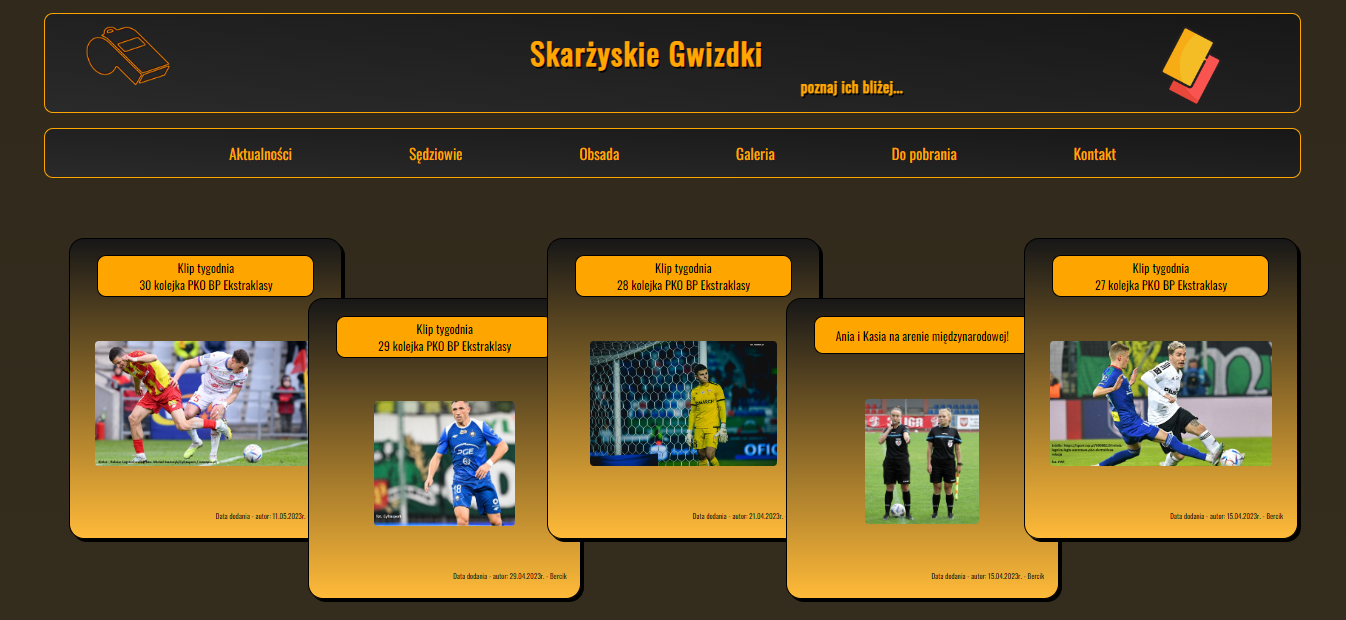 Skarżyskie Gwizdki
poznaj ich bliżej...
Aktualności
Sędziowie
Obsada
Galeria
Do pobrania
Kontakt
Klip tygodnia
30 kolejka PKO BP Ekstraklasy
Data dodania - autor: 11.05.2023r.
Klip tygodnia
29 kolejka PKO BP Ekstraklasy
PGE
18
Data dodania - autor: 29.04.2023r. - Bercik
Klip tygodnia
28 kolejka PKO BP Ekstraklasy
OFIC
Data dodania - autor: 21.04.2023r.
Ania i Kasia na arenie międzynarodowej!
Data dodania - autor: 15.04.2023r. - Bercik
Klip tygodnia
27 kolejka PKO BP Ekstraklasy
Data dodania - autor: 15.04.2023r. - Bercik